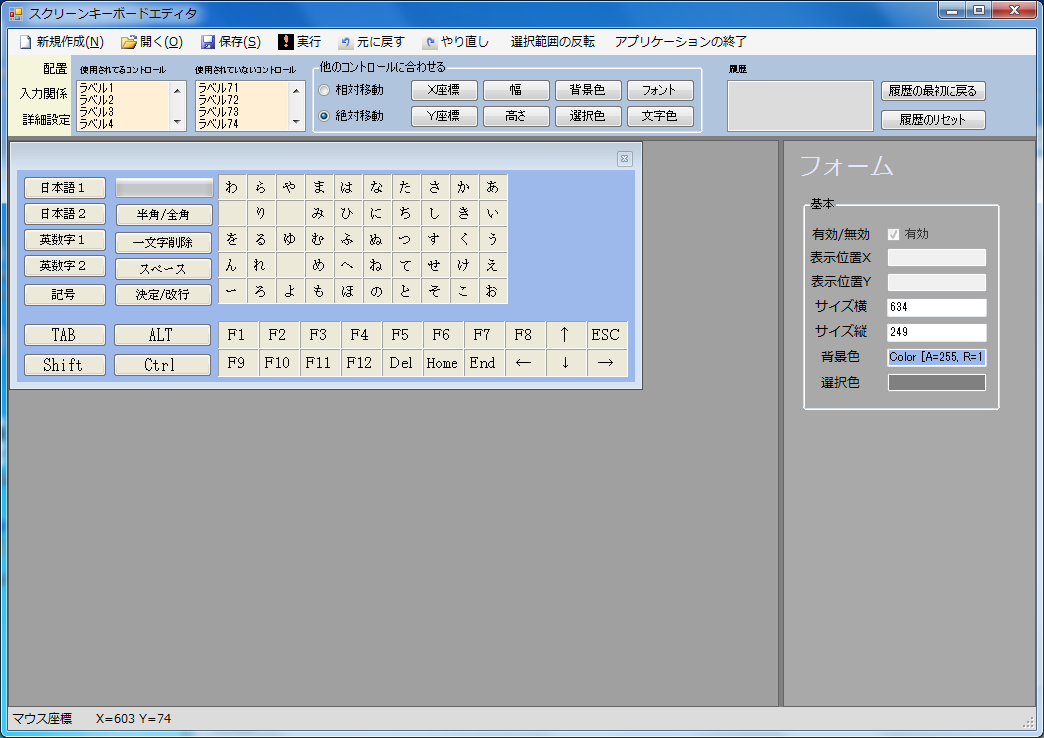 スクリーンキーボードエディタ
新規作成(N) 開く(O) 保存(S) 実行 元に戻す やり直し 選択範囲の反転 アプリケーションの終了
配置
入力関係
詳細設定
使用されてるコントロール
ラベル1
ラベル2
ラベル3
ラベル4
使用されていないコントロール
ラベル71
ラベル72
ラベル73
ラベル74
他のコントロールに合わせる
相対移動 X座標 幅 背景色 フォント
絶対移動 Y座標 高さ 選択色 文字色
履歴
履歴の最初に戻る
履歴のリセット
日本語1
日本語2
英数字1
英数字2
記号
半角/全角
一文字削除
スペース
決定/改行
わ ら や ま は な た さ か あ
り み ひ に ち し き い
を る ゆ む ふ ぬ つ す く う
ん れ め へ ね て せ け え
ー ろ よ も ほ の と そ こ お
TAB ALT F1 F2 F3 F4 F5 F6 F7 F8 ↑ ESC
Shift Ctrl F9 F10 F11 F12 Del Home End ← ↓ →
フォーム
基本
有効/無効 有効
表示位置X
表示位置Y
サイズ横 634
サイズ縦 249
背景色 Color [A=255, R=1
選択色
マウス座標 X=603 Y=74